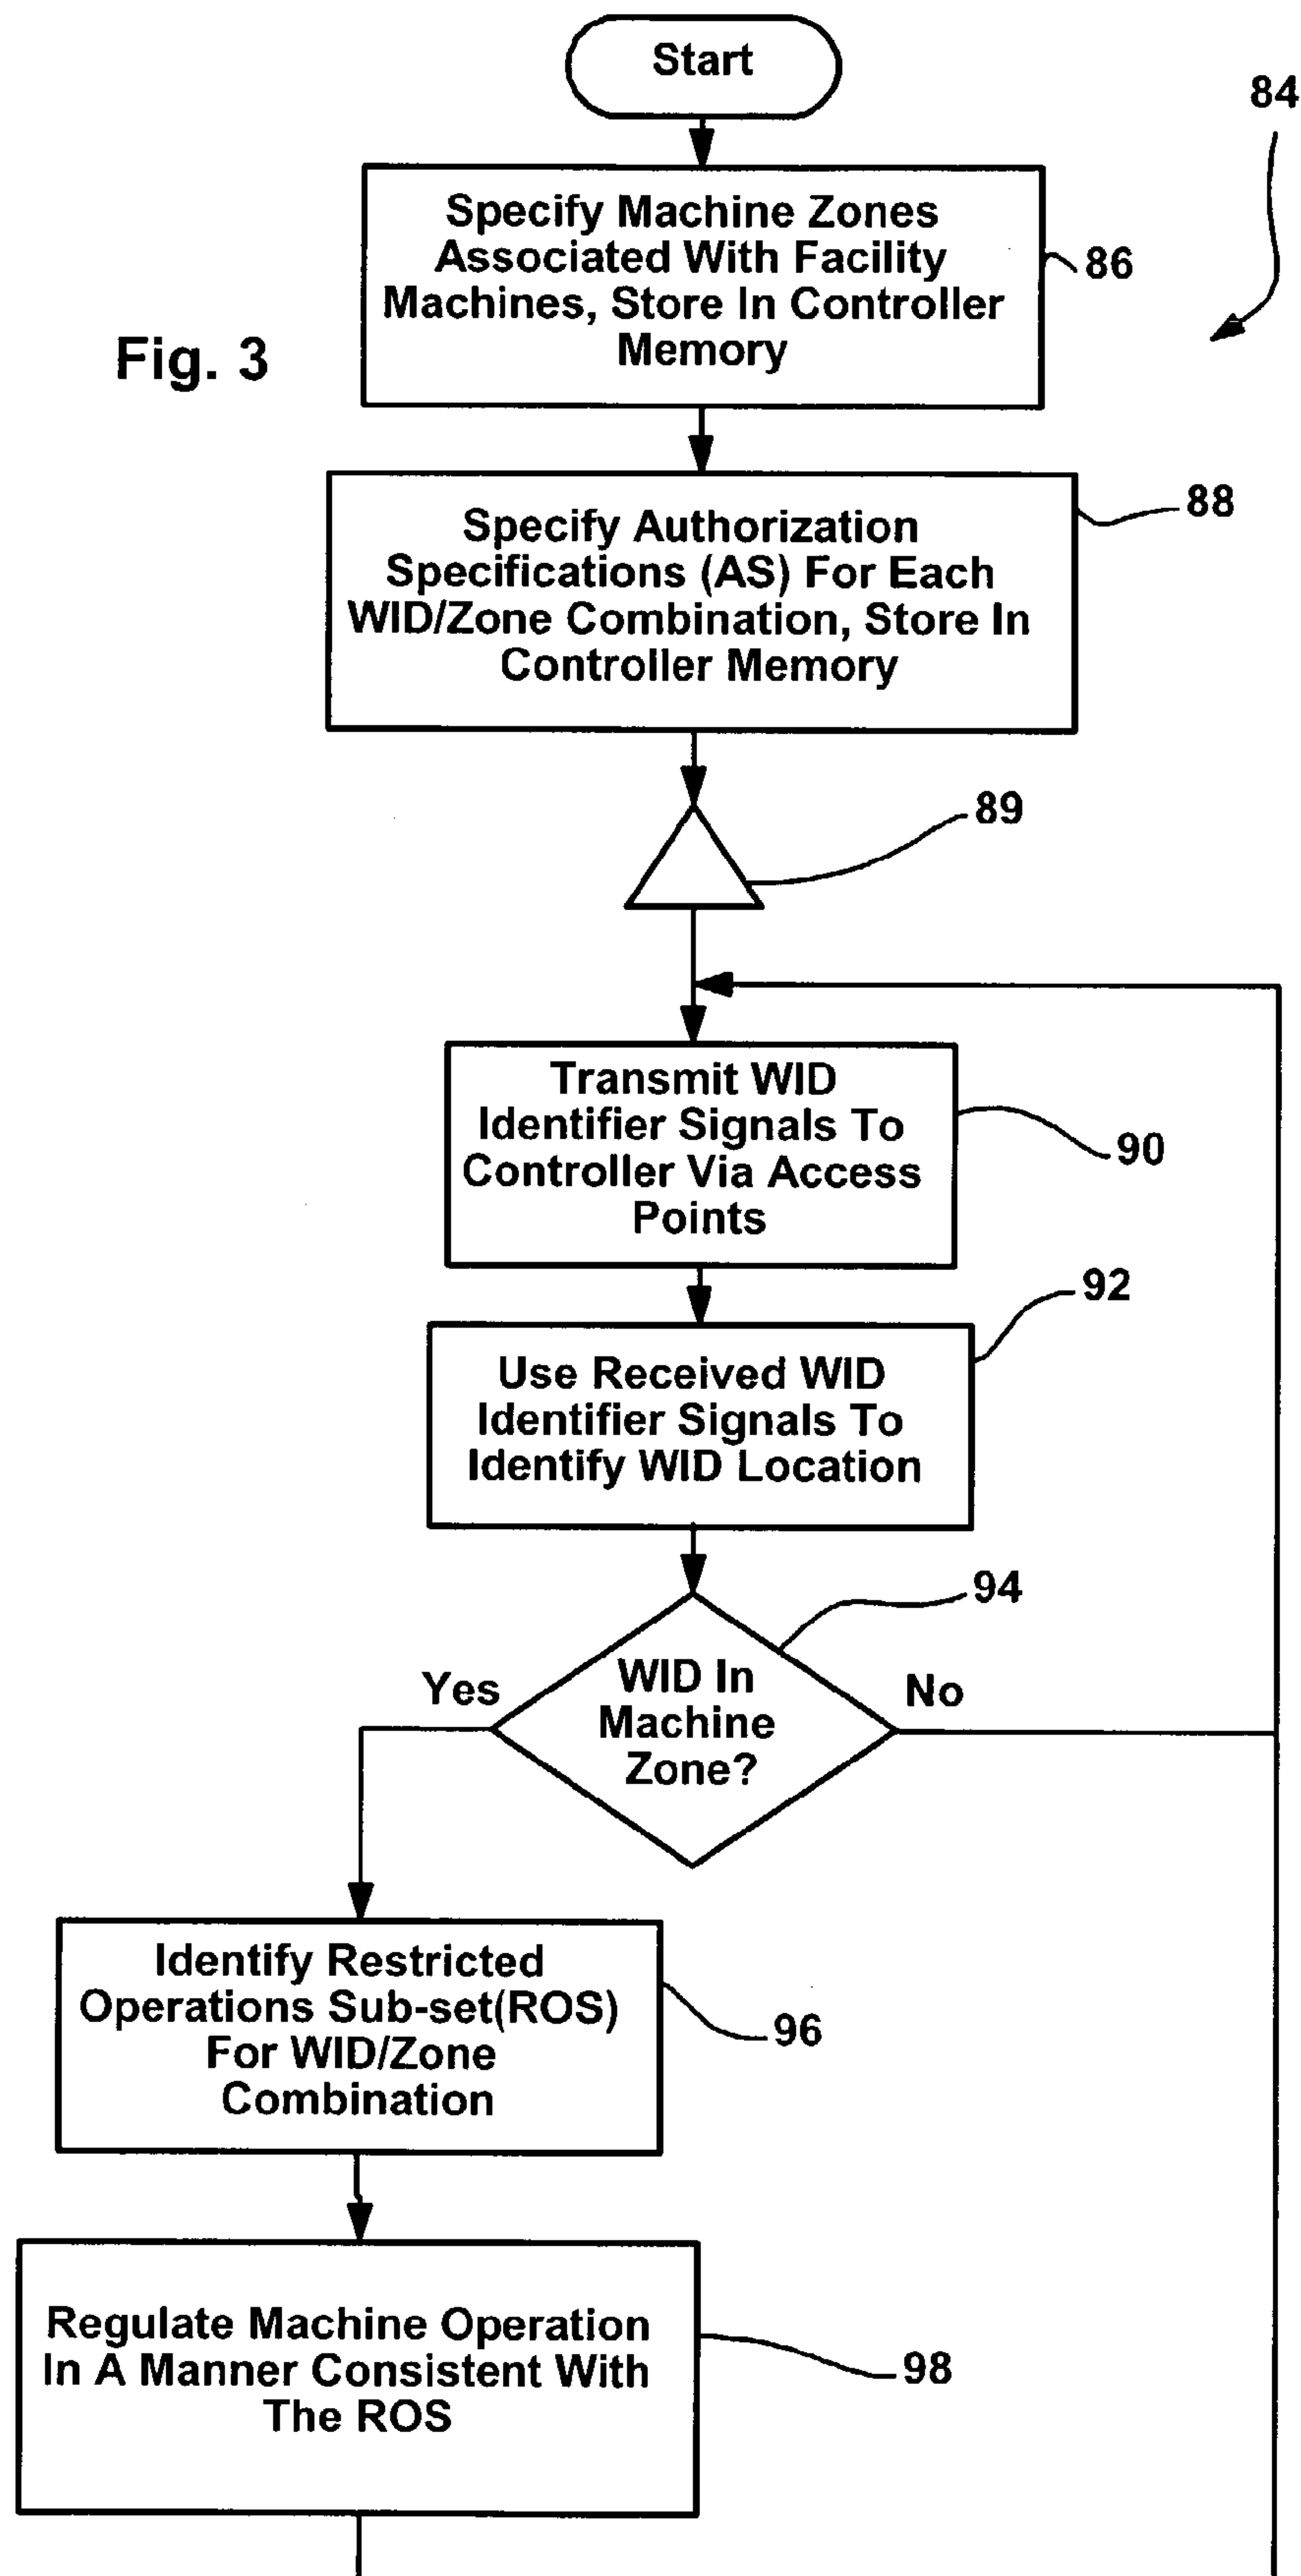 Start
84
Specify Machine Zones
Associated With Facility
Machines, Store In Controller
Memory
86
Fig. 3
Specify Authorization
Specifications (AS) For Each
WID/Zone Combination, Store In
Controller Memory
88
89
Transmit WID
Identifier Signals To
Controller Via Access
Points
90
92
Use Received WID
Identifier Signals To
Identify WID Location
94
WID In
Machine
Zone?
Yes
No
Identify Restricted
Operations Sub-set(ROS)
For WID/Zone
Combination
96
Regulate Machine Operation
In A Manner Consistent With
The ROS
98